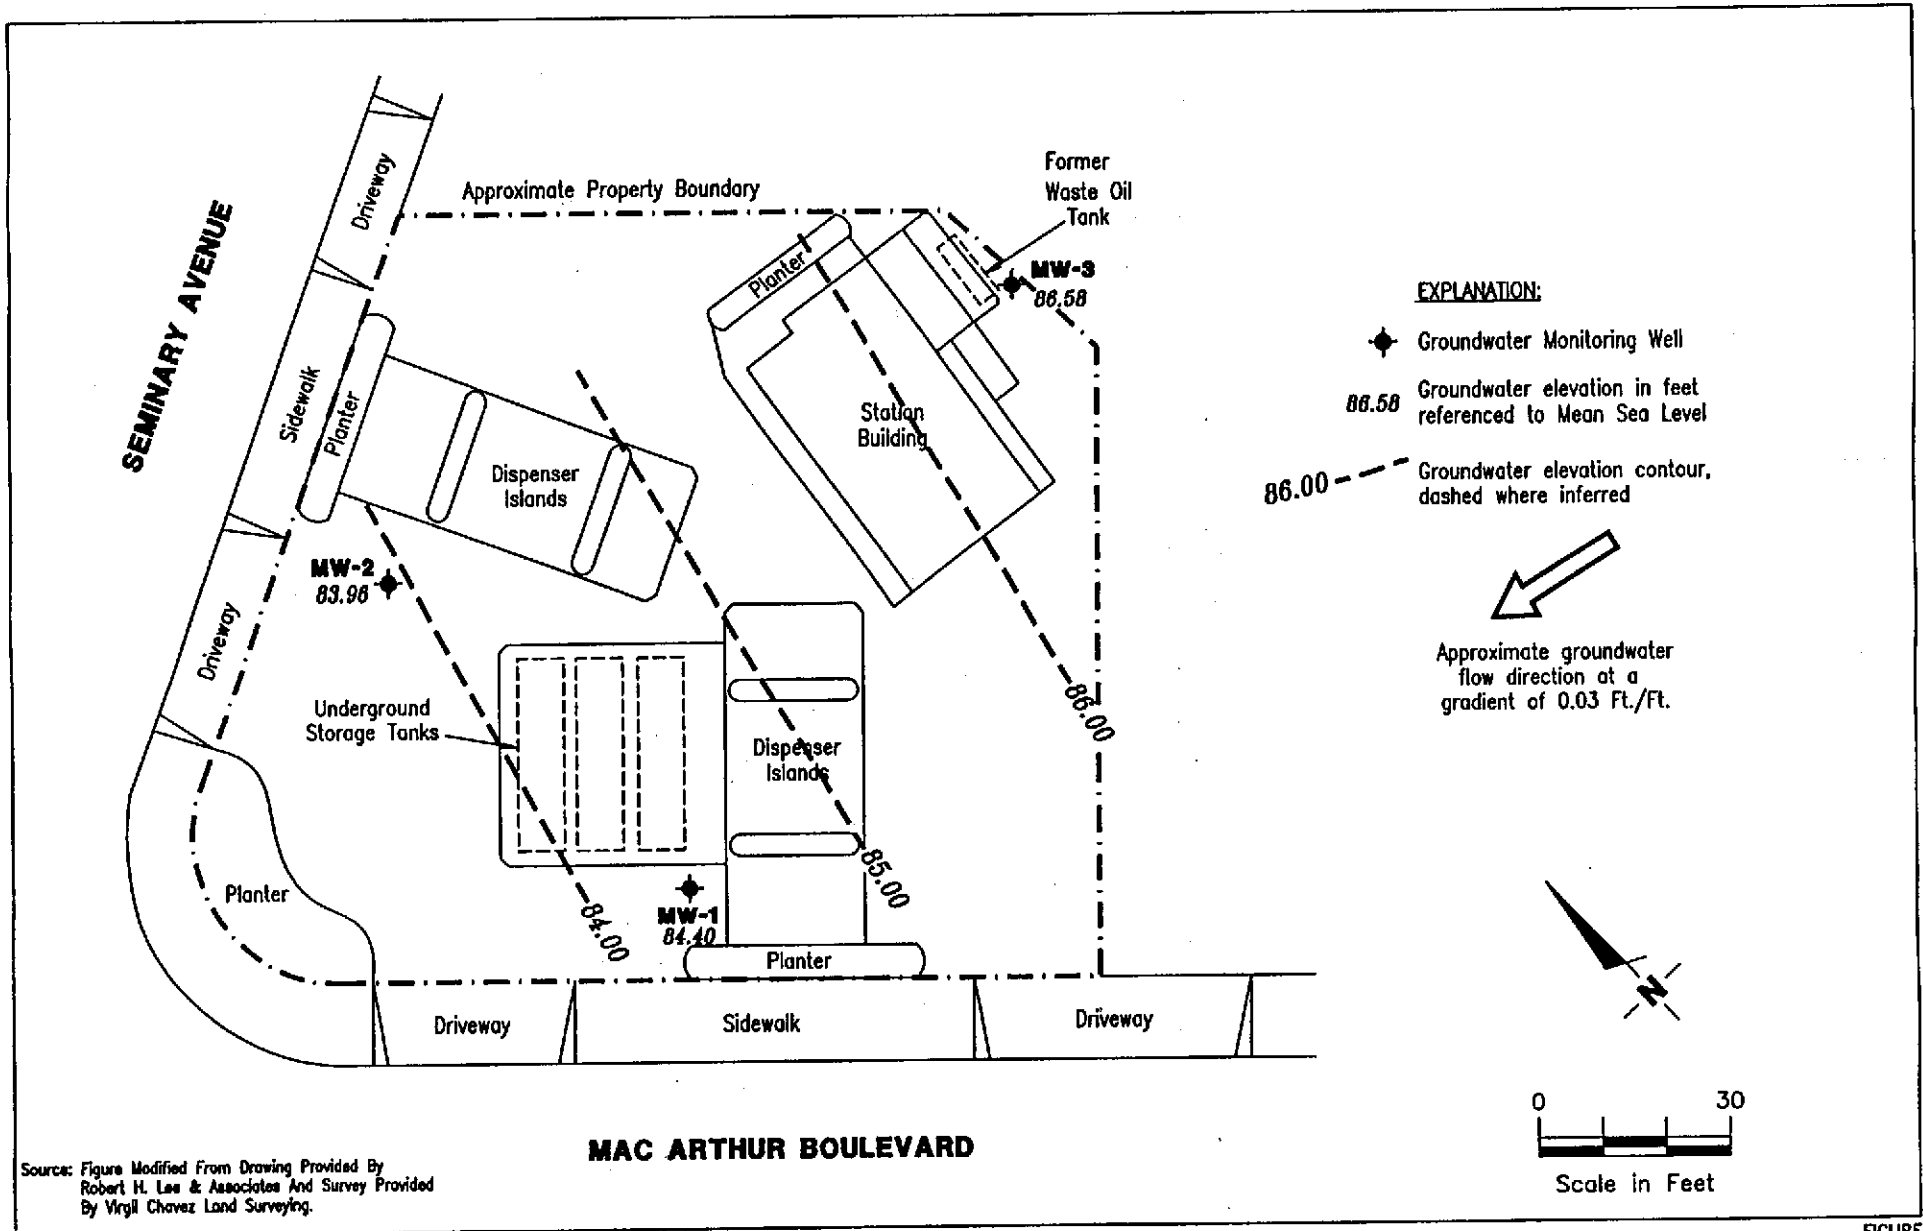 Driveway
Approximate Property Boundary
Former
Waste Oil
Tank
SEMINARY AVENUE
Planter
MW-3
86.58
EXPLANATION:
Groundwater Monitoring Well
86.58
Groundwater elevation in feet
referenced to Mean Sea Level
86.00
Groundwater elevation contour,
dashed where inferred
Sidewalk
Planter
Station
Building
Dispenser
Islands
MW-2
83.96
Driveway
Approximate groundwater
flow direction at a
gradient of 0.03 Ft./Ft.
Underground
Storage Tanks
86.00
Dispenser
Islands
85.00
Planter
84.00
MW-1
84.40
Planter
N
Driveway
Sidewalk
Driveway
0
30
Scale in Feet
MAC ARTHUR BOULEVARD
Source: Figure Modified From Drawing Provided By
Robert H. Lee & Associates And Survey Provided
By Virgil Chavez Land Surveying.
FIGURE